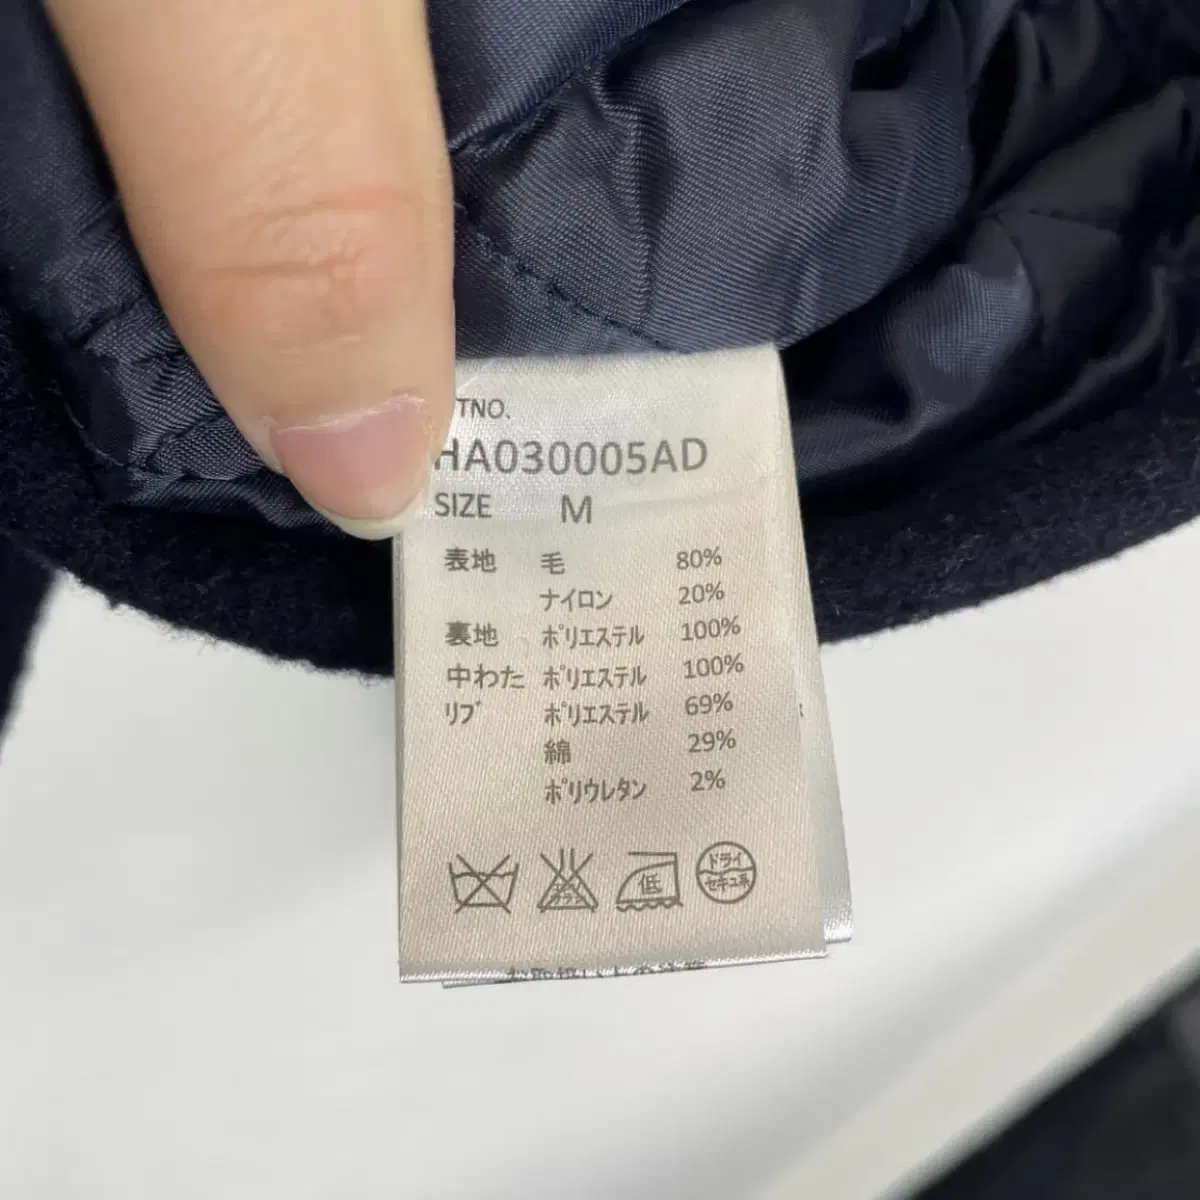 TNO.
HA030005AD
SIZE M
表地 毛 80%
ナイロン 20%
裏地 ポリエステル 100%
中わた ポリエステル 100%
リブ ポリエステル 69%
綿 29%
ポリウレタン 2%
低
ドライ
セキユ系